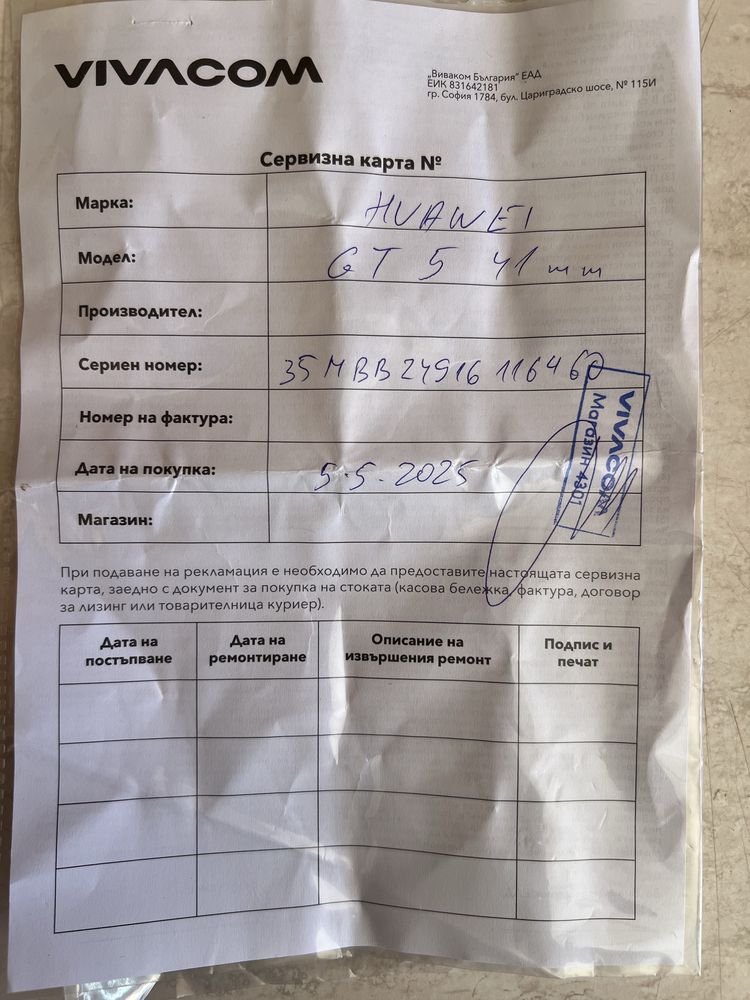 VIVACOM
„Виваком България“ ЕАД
ЕИК 831642181
гр. София 1784, бул. Цариградско шосе, № 115И
Сервизна карта №
Марка: HUAWEI
Модел: GT 5 41 mm
Производител:
Сериен номер: 35MBB24916116460
Номер на фактура:
Дата на покупка: 5.5.2025
Магазин:
VIVACOM
Магазин 4301
При подаване на рекламация е необходимо да предоставите настоящата сервизна
карта, заедно с документ за покупка на стоката (касова бележка, фактура, договор
за лизинг или товарителница куриер).
Дата на постъпване
Дата на ремонтиране
Описание на извършения ремонт
Подпис и печат